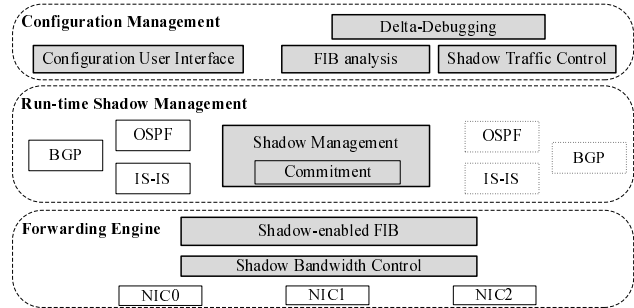 Configuration Management
Delta-Debugging
Configuration User Interface
FIB analysis
Shadow Traffic Control
Run-time Shadow Management
BGP
OSPF
IS-IS
Shadow Management
Commitment
OSPF
IS-IS
BGP
Forwarding Engine
Shadow-enabled FIB
Shadow Bandwidth Control
NIC0
NIC1
NIC2